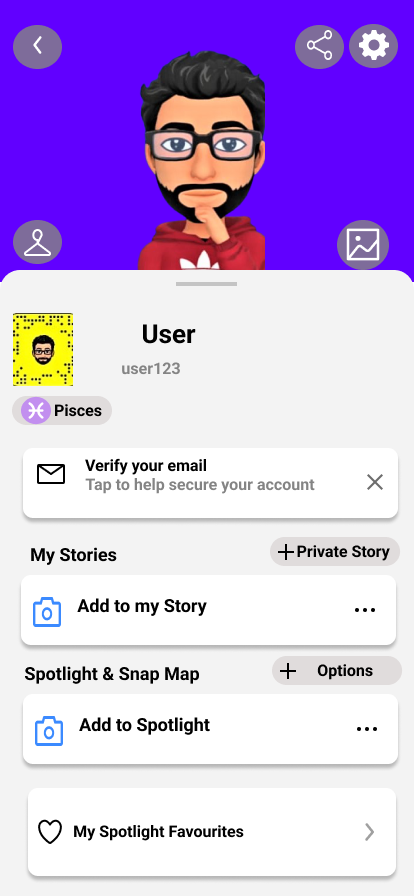 User
user123
Pisces
Verify your email
Tap to help secure your account
My Stories
Private Story
Add to my Story
Spotlight & Snap Map
Options
Add to Spotlight
My Spotlight Favourites